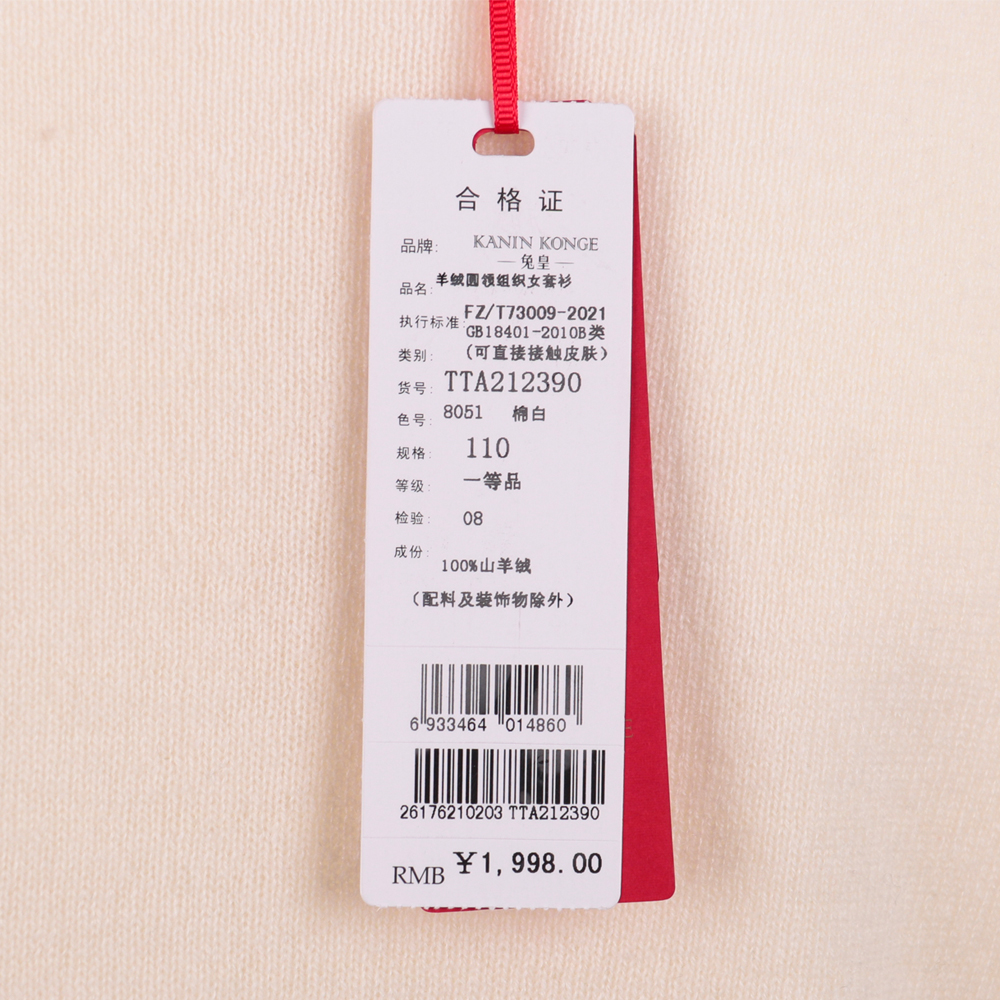 合格证
品牌: KANIN KONGE
—兔皇—
品名: 羊绒圆领组织女套衫
执行标准: FZ/T73009-2021
GB18401-2010B类
类别: (可直接接触皮肤)
货号: TTA212390
色号: 8051 棉白
规格: 110
等级: 一等品
检验: 08
成份: 100%山羊绒
(配料及装饰物除外)
6 933464 014860
26176210203 TTA212390
RMB ¥1,998.00